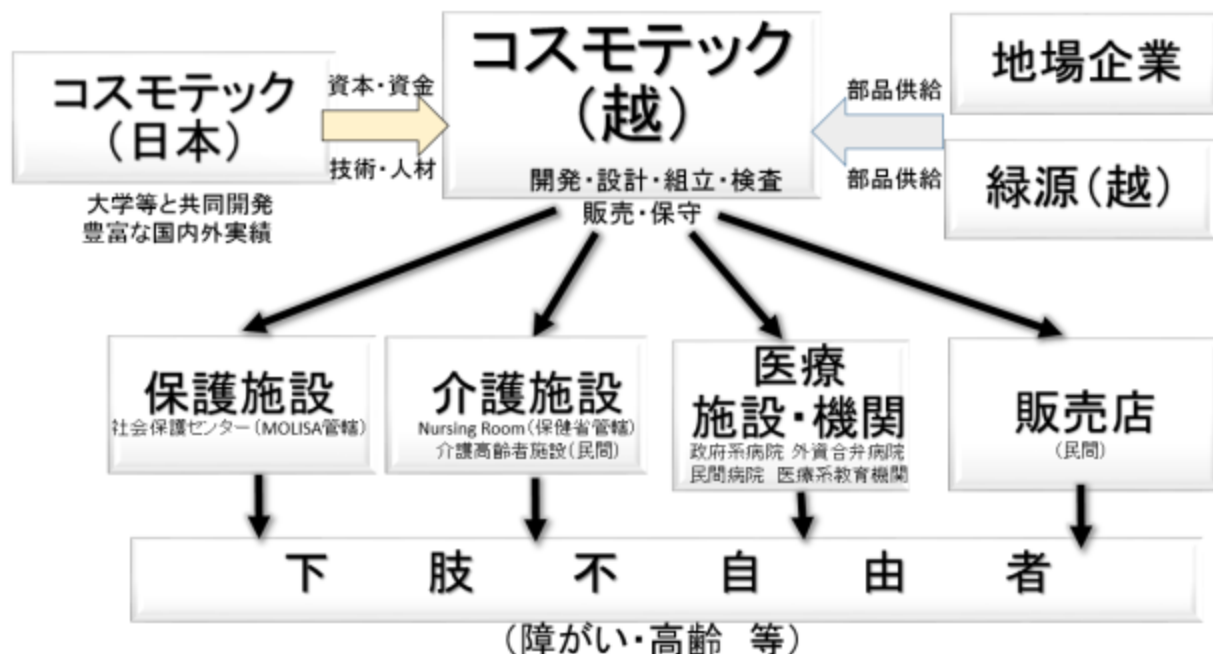 コスモテック
(日本)
大学等と共同開発
豊富な国内外実績
資本・資金
技術・人材
コスモテック
(越)
開発・設計・組立・検査
販売・保守
部品供給
部品供給
地場企業
緑源(越)
保護施設
社会保護センター(MOLISA管轄)
介護施設
Nursing Room(保健省管轄)
介護高齢者施設(民間)
医療
施設・機関
政府系病院 外資合弁病院
民間病院 医療系教育機関
販売店
(民間)
下肢不自由者
(障がい・高齢 等)